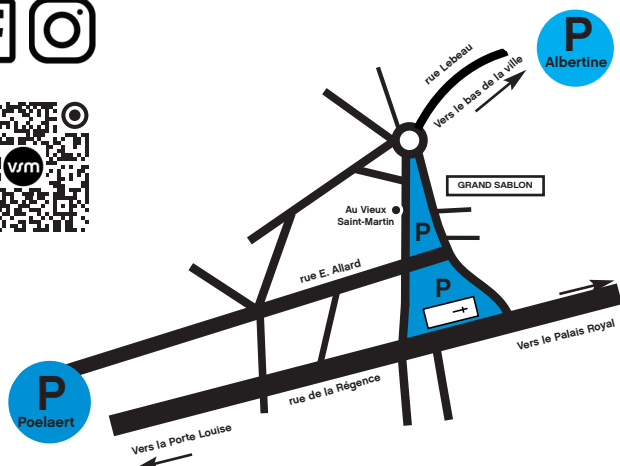 P
Albertine
rue Lebeau
Vers le bas de la ville
vsm
GRAND SABLON
Au Vieux
Saint-Martin
P
rue E. Allard
P
Vers le Palais Royal
P
Poelaert
rue de la Régence
Vers la Porte Louise